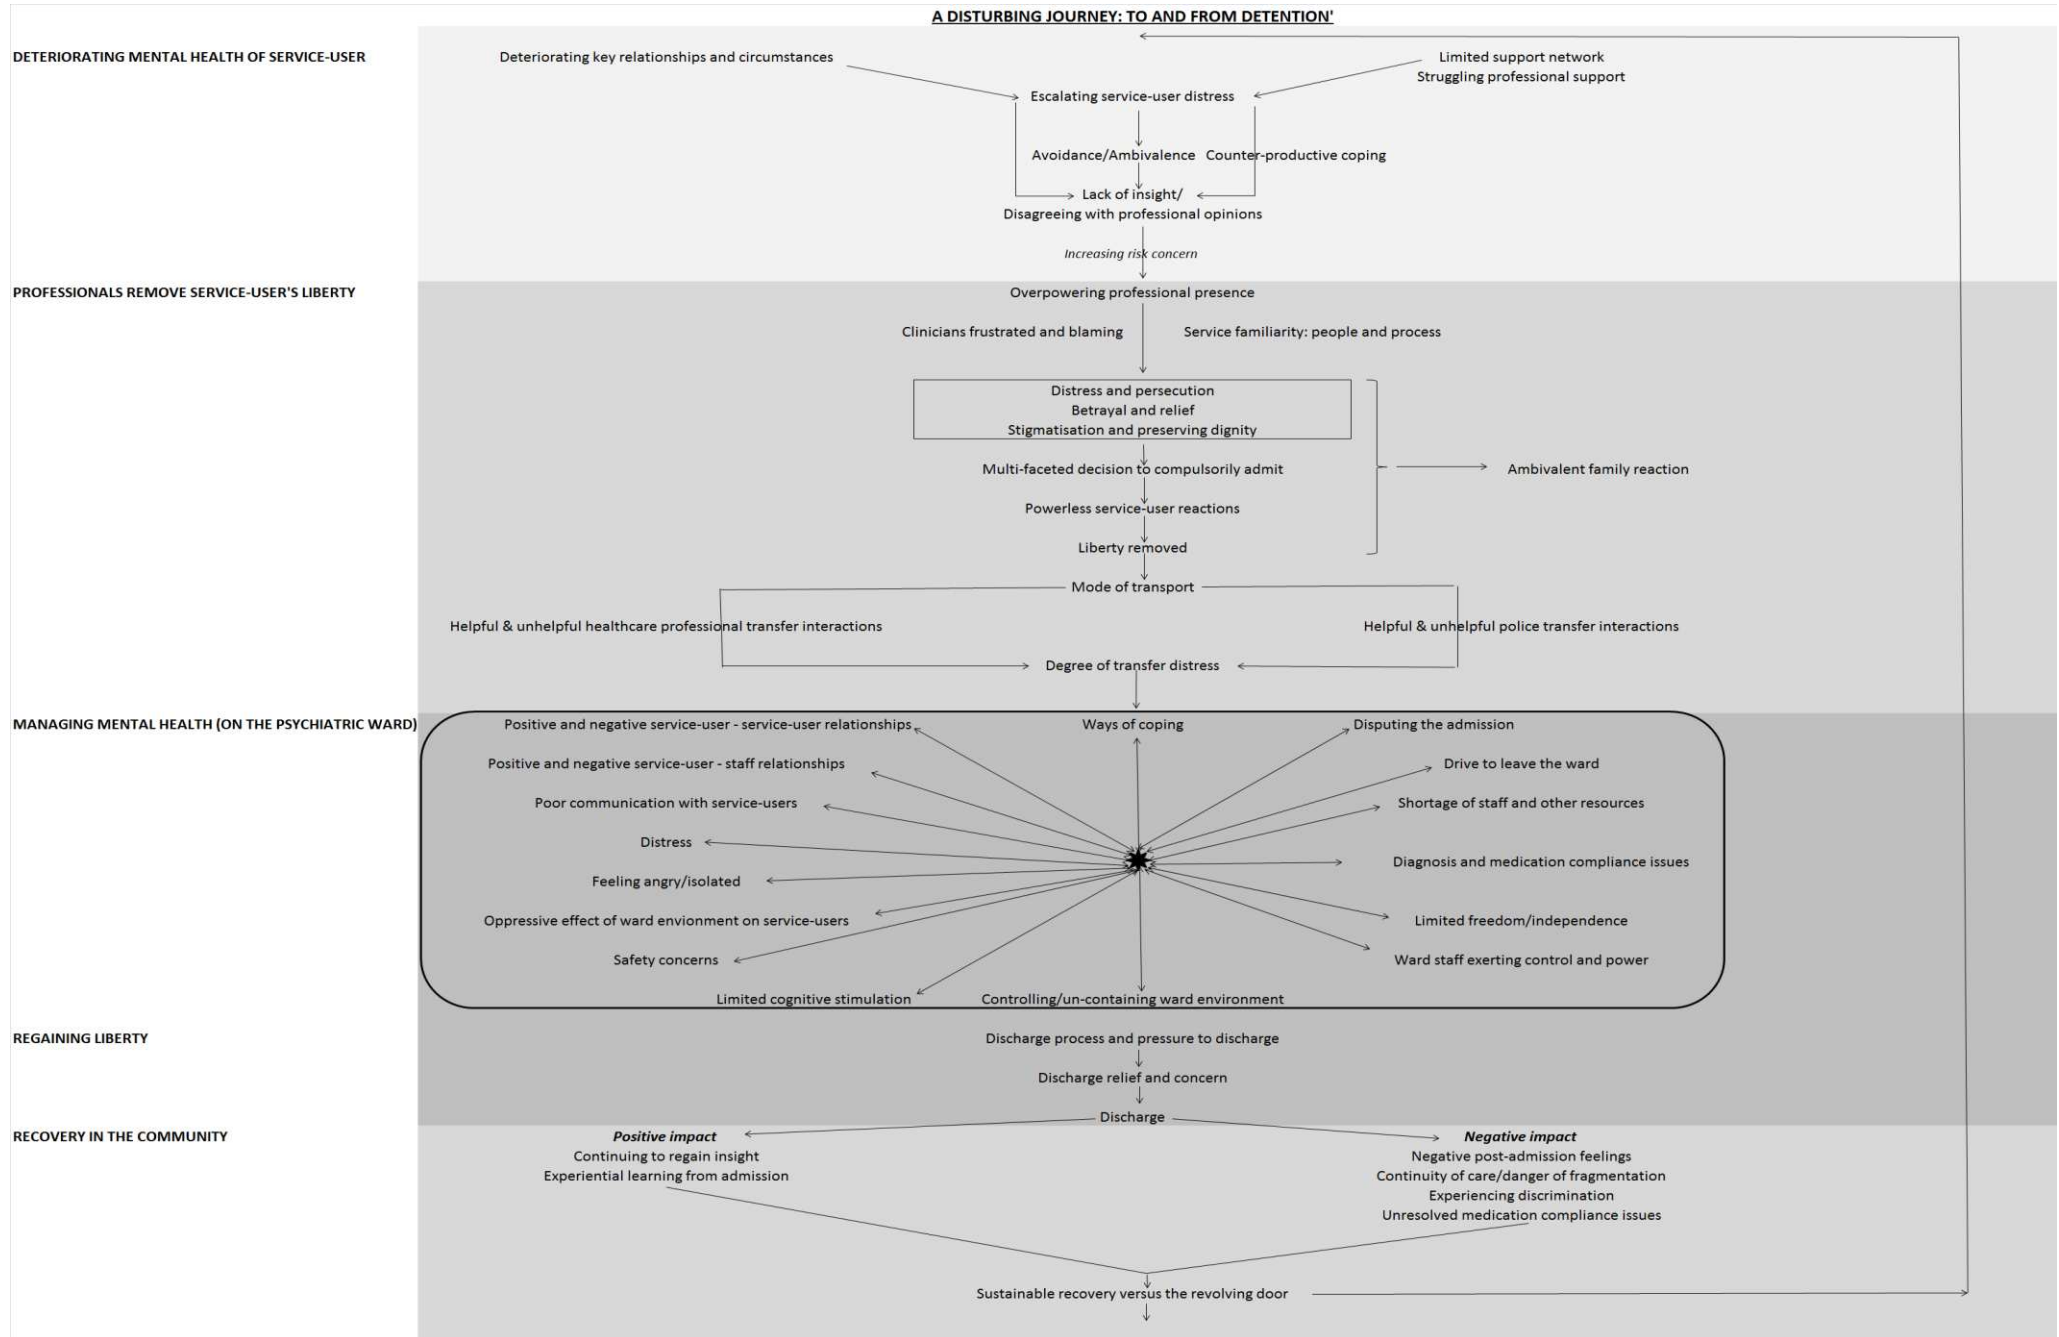 A DISTURBING JOURNEY: TO AND FROM DETENTION'
DETERIORATING MENTAL HEALTH OF SERVICE-USER
Deteriorating key relationships and circumstances
Limited support network
Struggling professional support
Escalating service-user distress
Avoidance/Ambivalence
Counter-productive coping
Lack of insight/
Disagreeing with professional opinions
Increasing risk concern
PROFESSIONALS REMOVE SERVICE-USER'S LIBERTY
Overpowering professional presence
Clinicians frustrated and blaming
Service familiarity: people and process
Distress and persecution
Betrayal and relief
Stigmatisation and preserving dignity
Multi-faceted decision to compulsorily admit
Ambivalent family reaction
Powerless service-user reactions
Liberty removed
Mode of transport
Helpful & unhelpful healthcare professional transfer interactions
Helpful & unhelpful police transfer interactions
Degree of transfer distress
MANAGING MENTAL HEALTH (ON THE PSYCHIATRIC WARD)
Positive and negative service-user - service-user relationships
Ways of coping
Disputing the admission
Positive and negative service-user - staff relationships
Drive to leave the ward
Poor communication with service-users
Shortage of staff and other resources
Distress
Diagnosis and medication compliance issues
Feeling angry/isolated
Oppressive effect of ward envionment on service-users
Limited freedom/independence
Safety concerns
Ward staff exerting control and power
Limited cognitive stimulation
Controlling/un-containing ward environment
REGAINING LIBERTY
Discharge process and pressure to discharge
Discharge relief and concern
Discharge
RECOVERY IN THE COMMUNITY
Positive impact
Continuing to regain insight
Experiential learning from admission
Negative impact
Negative post-admission feelings
Continuity of care/danger of fragmentation
Experiencing discrimination
Unresolved medication compliance issues
Sustainable recovery versus the revolving door